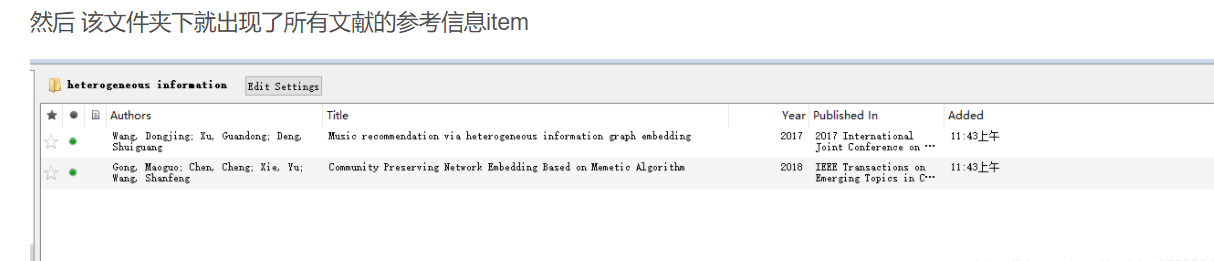 然后 该文件夹下就出现了所有文献的参考信息item
heterogeneous information Edit Settings
Authors Title Year Published In Added
Wang, Dongjing; Xu, Guandong; Deng, Music recommendation via heterogeneous information graph embedding 2017 2017 International 11:43上午
Shuiguang Joint Conference on …
Gong, Maoguo; Chen, Cheng; Xie, Yu; Community Preserving Network Embedding Based on Memetic Algorithm 2018 IEEE Transactions on 11:43上午
Wang, Shanfeng Emerging Topics in C…